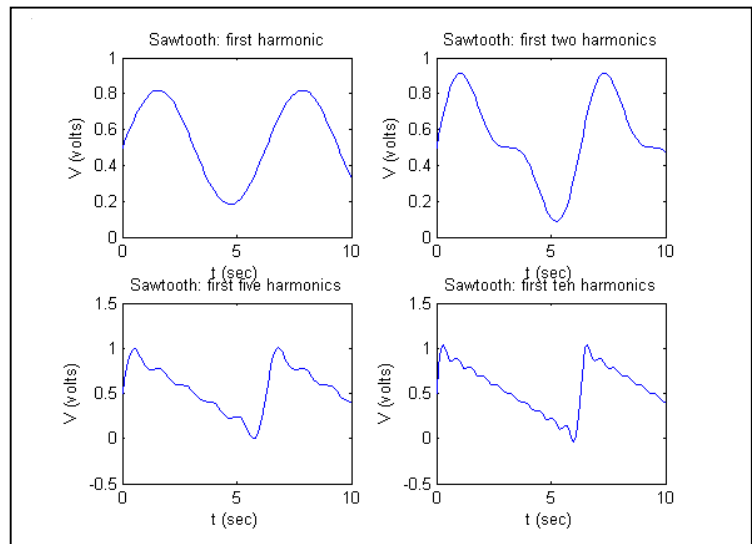 Sawtooth: first harmonic
1
0.8
0.6
0.4
0.2
0
V (volts)
0 5 10
t (sec)
Sawtooth: first two harmonics
1
0.8
0.6
0.4
0.2
0
V (volts)
0 5 10
t (sec)
Sawtooth: first five harmonics
1.5
1
0.5
0
-0.5
V (volts)
0 5 10
t (sec)
Sawtooth: first ten harmonics
1.5
1
0.5
0
-0.5
V (volts)
0 5 10
t (sec)